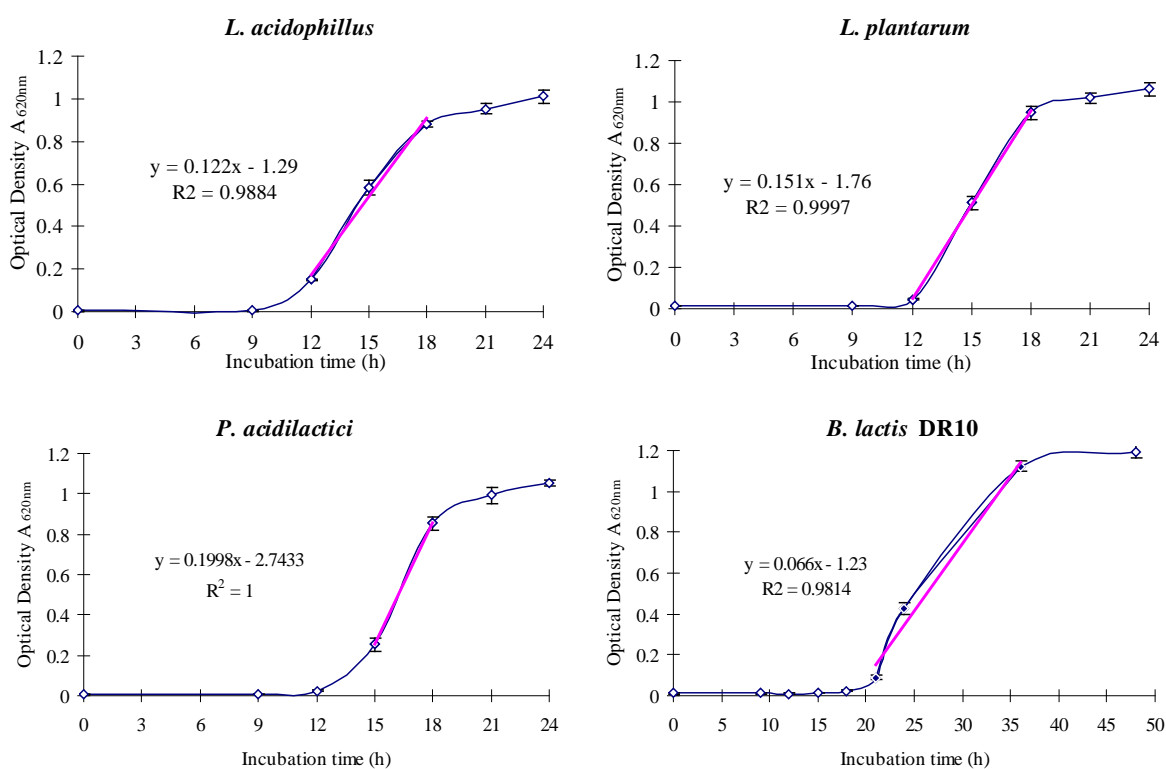 L. acidophillus
Optical Density A 620nm
1.2
1
0.8
0.6
0.4
0.2
0
y = 0.122x - 1.29
R2 = 0.9884
0 3 6 9 12 15 18 21 24
Incubation time (h)
L. plantarum
Optical Density A 620nm
1.2
1
0.8
0.6
0.4
0.2
0
y = 0.151x - 1.76
R2 = 0.9997
0 3 6 9 12 15 18 21 24
Incubation time (h)
P. acidilactici
Optical Density A 620nm
1.2
1
0.8
0.6
0.4
0.2
0
y = 0.1998x - 2.7433
R² = 1
0 3 6 9 12 15 18 21 24
Incubation time (h)
B. lactis DR10
Optical Density A 620nm
1.2
1
0.8
0.6
0.4
0.2
0
y = 0.066x - 1.23
R2 = 0.9814
0 5 10 15 20 25 30 35 40 45 50
Incubation time (h)